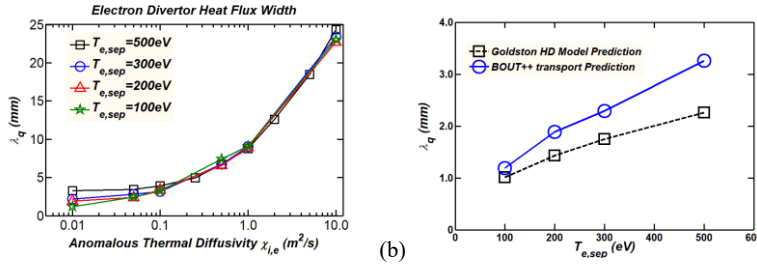 Electron Divertor Heat Flux Width
25
20
15
10
5
0
λq (mm)
Te,sep=500eV
Te,sep=300eV
Te,sep=200eV
Te,sep=100eV
0.01
0.1
1.0
10.0
Anomalous Thermal Diffusivity χi,e (m²/s)
(b)
4.0
3.0
2.0
1.0
0
λq (mm)
Goldston HD Model Prediction
BOUT++ transport Prediction
0
100
200
300
400
500
60
Te,sep (eV)